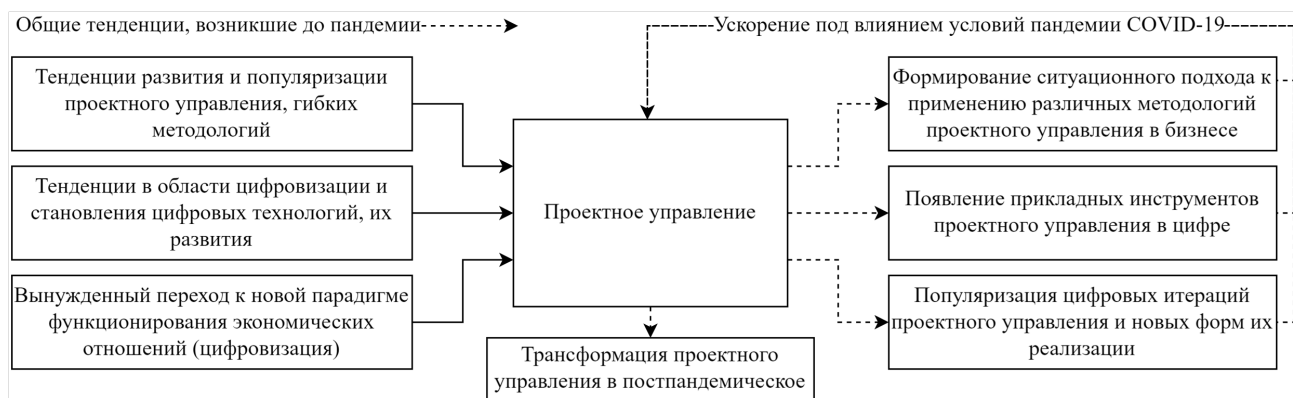 Общие тенденции, возникшие до пандемии
Ускорение под влиянием условий пандемии COVID-19
Тенденции развития и популяризации
проектного управления, гибких
методологий
Тенденции в области цифровизации и
становления цифровых технологий, их
развития
Вынужденный переход к новой парадигме
функционирования экономических
отношений (цифровизация)
Проектное управление
Трансформация проектного
управления в постпандемическое
Формирование ситуационного подхода к
применению различных методологий
проектного управления в бизнесе
Появление прикладных инструментов
проектного управления в цифре
Популяризация цифровых итераций
проектного управления и новых форм их
реализации